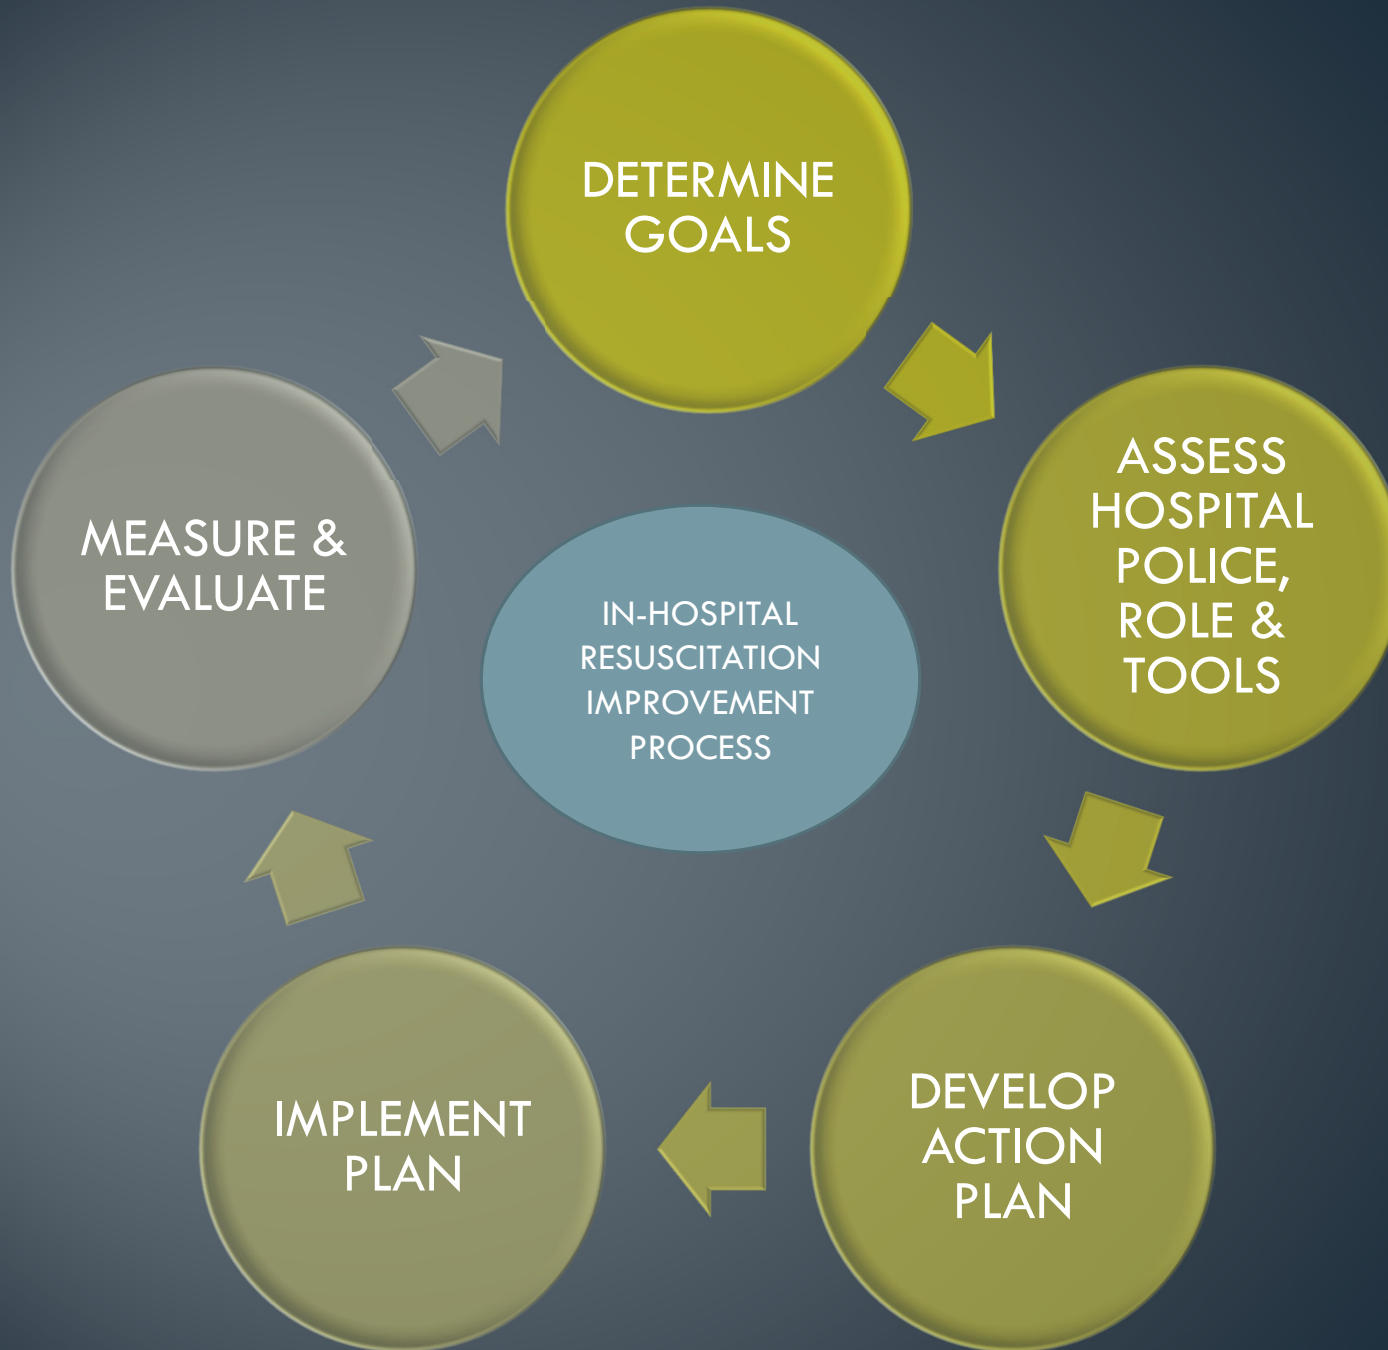 DETERMINE
GOALS
ASSESS
HOSPITAL
POLICE,
ROLE &
TOOLS
DEVELOP
ACTION
PLAN
IMPLEMENT
PLAN
MEASURE &
EVALUATE
IN-HOSPITAL
RESUSCITATION
IMPROVEMENT
PROCESS